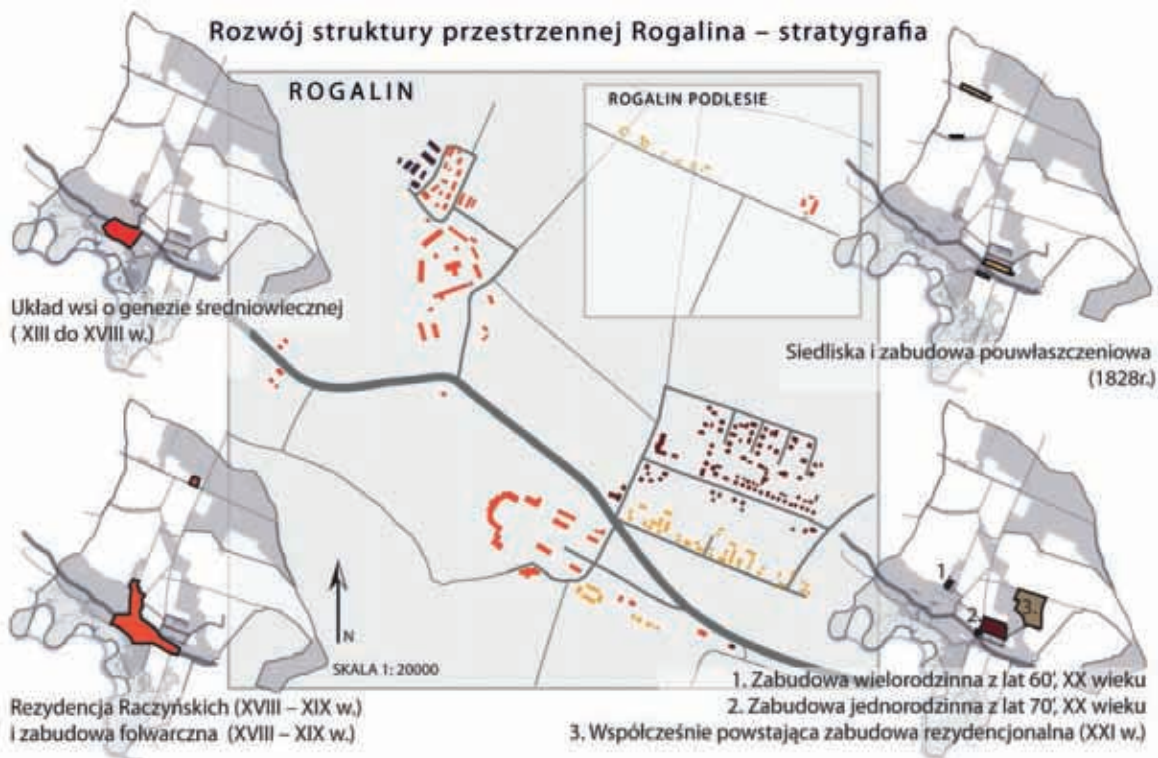 Rozwój struktury przestrzennej Rogalina – stratygrafia
ROGALIN
ROGALIN PODLESIE
Układ wsi o genezie średniowiecznej
( XIII do XVIII w.)
Siedliska i zabudowa pouwłaszczeniowa
(1828r.)
N
SKALA 1: 20000
Rezydencja Raczyńskich (XVIII – XIX w.)
i zabudowa folwarczna (XVIII – XIX w.)
1.
2.
3.
1. Zabudowa wielorodzinna z lat 60', XX wieku
2. Zabudowa jednorodzinna z lat 70', XX wieku
3. Współcześnie powstająca zabudowa rezydencjonalna (XXI w.)